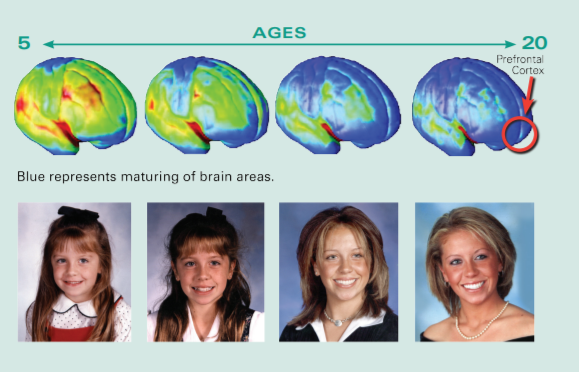 AGES
5 20
Prefrontal
Cortex
Blue represents maturing of brain areas.